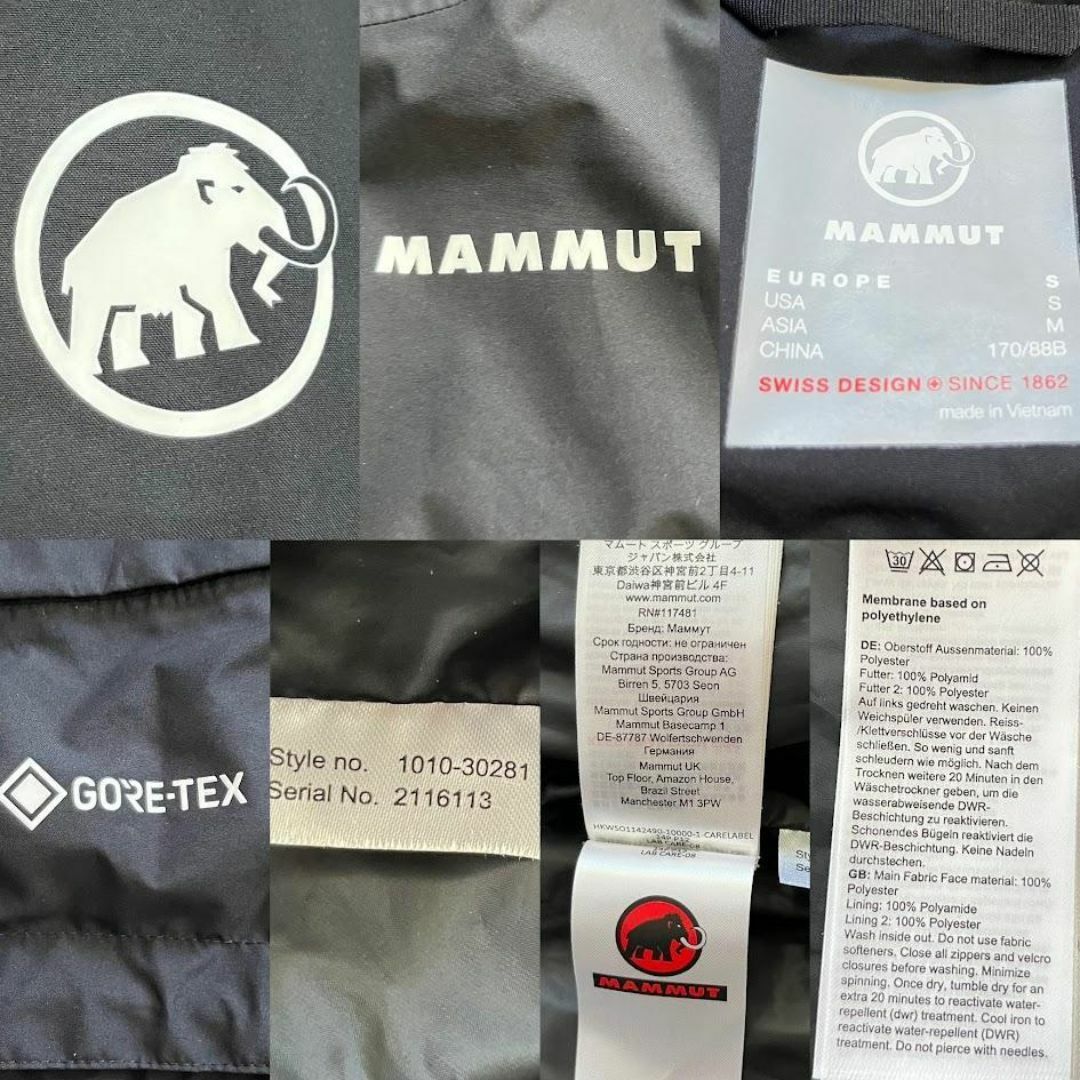 MAMMUT
MAMMUT
EUROPE S
USA S
ASIA M
CHINA 170/88B
SWISS DESIGN SINCE 1862
made in Vietnam
GORE-TEX
Style no. 1010-30281
Serial No. 2116113
マムート スポーツ グループ
ジャパン株式会社
東京都渋谷区神宮前2丁目4-11
Daiwa神宮前ビル 4F
www.mammut.com
RN#117481
Бренд: Маммут
Срок годности: не ограничен
Страна производства:
Mammut Sports Group AG
Birren 5, 5703 Seon
Швейцария
Mammut Sports Group GmbH
Mammut Basecamp 1
DE-87787 Wolfertschwenden
Германия
Mammut UK
Top Floor, Amazon House,
Brazil Street
Manchester M1 3PW
HKWSO1142490-10000-1-CARELABEL
LAB CARE-08
MAMMUT
Sty
Se
30
Membrane based on
polyethylene
DE: Oberstoff Aussenmaterial: 100%
Polyester
Futter: 100% Polyamid
Futter 2: 100% Polyester
Auf links gedreht waschen. Keinen
Weichspüler verwenden. Reiss-
/Klettverschlüsse vor der Wäsche
schließen. So wenig und sanft
schleudern wie möglich. Nach dem
Trocknen weitere 20 Minuten in den
Wäschetrockner geben, um die
wasserabweisende DWR-
Beschichtung zu reaktivieren.
Schonendes Bügeln reaktiviert die
DWR-Beschichtung. Keine Nadeln
durchstechen.
GB: Main Fabric Face material: 100%
Polyester
Lining: 100% Polyamide
Lining 2: 100% Polyester
Wash inside out. Do not use fabric
softeners. Close all zippers and velcro
closures before washing. Minimize
spinning. Once dry, tumble dry for an
extra 20 minutes to reactivate water-
repellent (dwr) treatment. Cool iron to
reactivate water-repellent (DWR)
treatment. Do not pierce with needles.